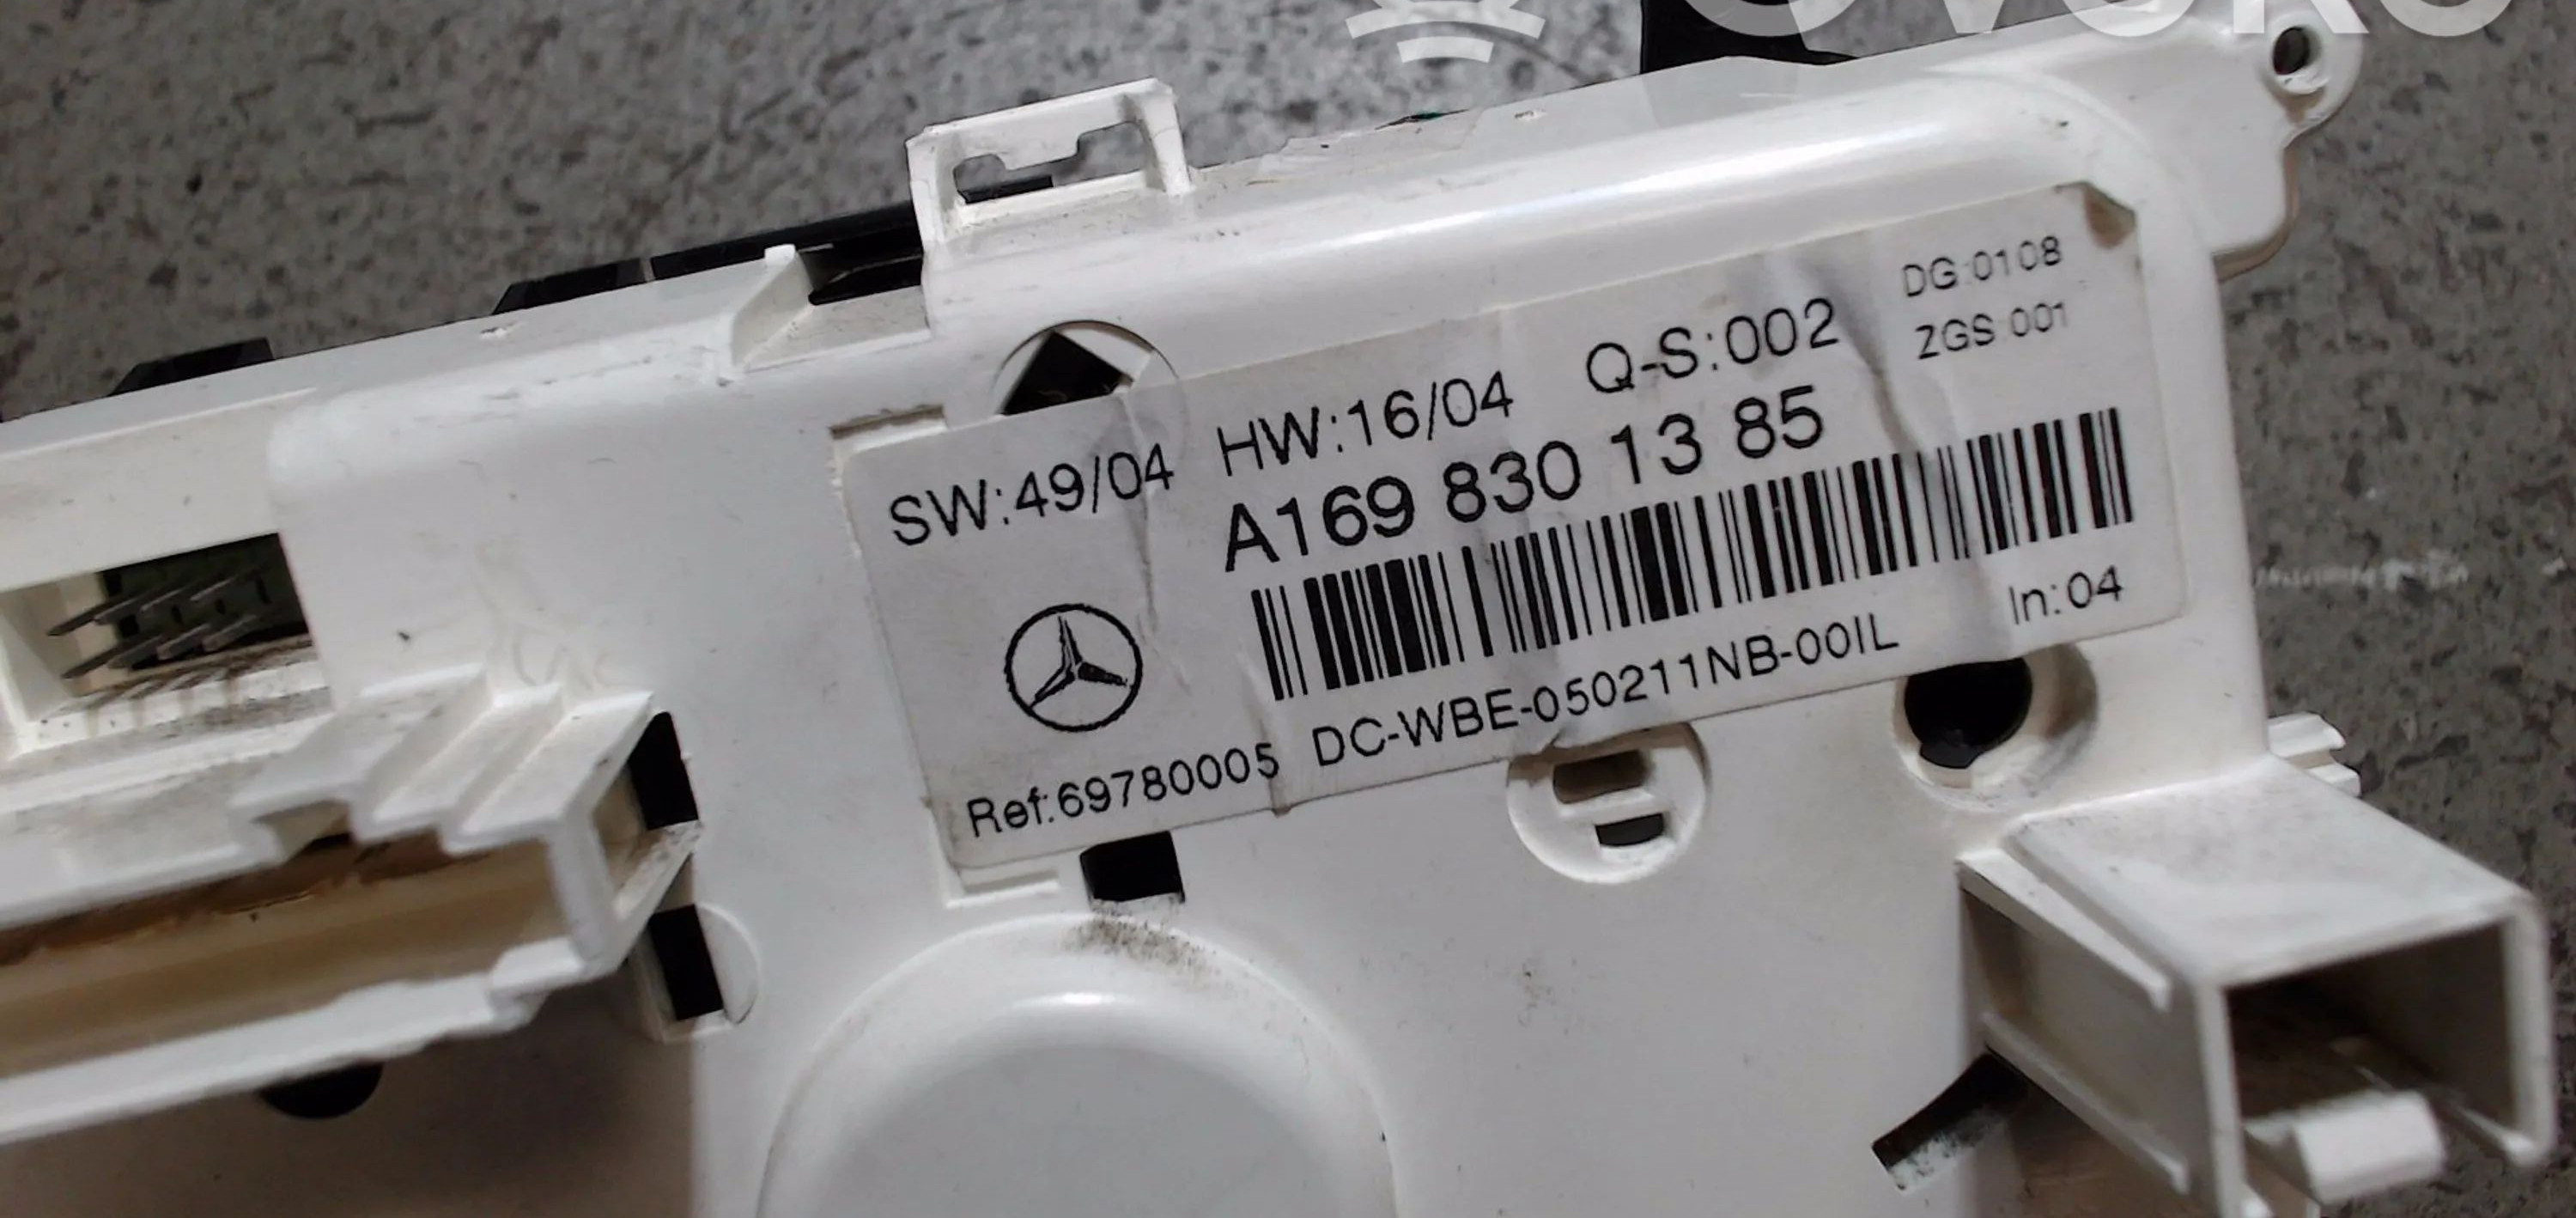 SW:49/04 HW:16/04 Q-S:002 DG:0108
A169 830 13 85 ZGS:001
Ref:69780005 DC-WBE-050211NB-00IL In:04